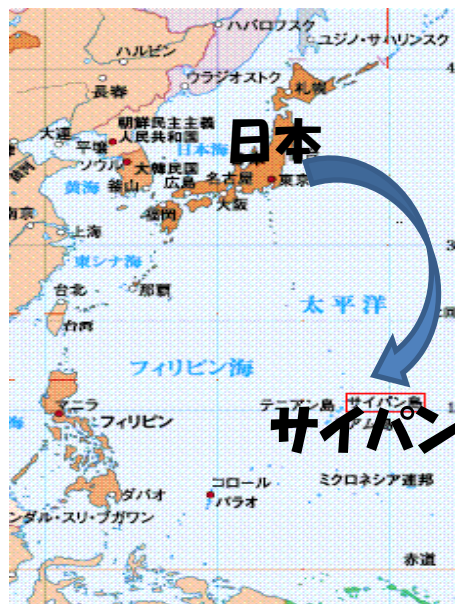 ハバロフスク
ユジノ・サハリンスク
ハルビン
ウラジオストク
長春
札幌
朝鮮民主主義
人民共和国
大連
平壌
日本海
日本
ソウル
大韓民国
名古屋
東京
黄海
釜山
広島
大阪
福岡
南京
上海
東シナ海
那覇
台北
台湾
太平洋
フィリピン海
マニラ
フィリピン
テニアン島
サイパン島
サイパン
コロール
パラオ
ミクロネシア連邦
ダバオ
ンダル・スリ・ブガワン
赤道